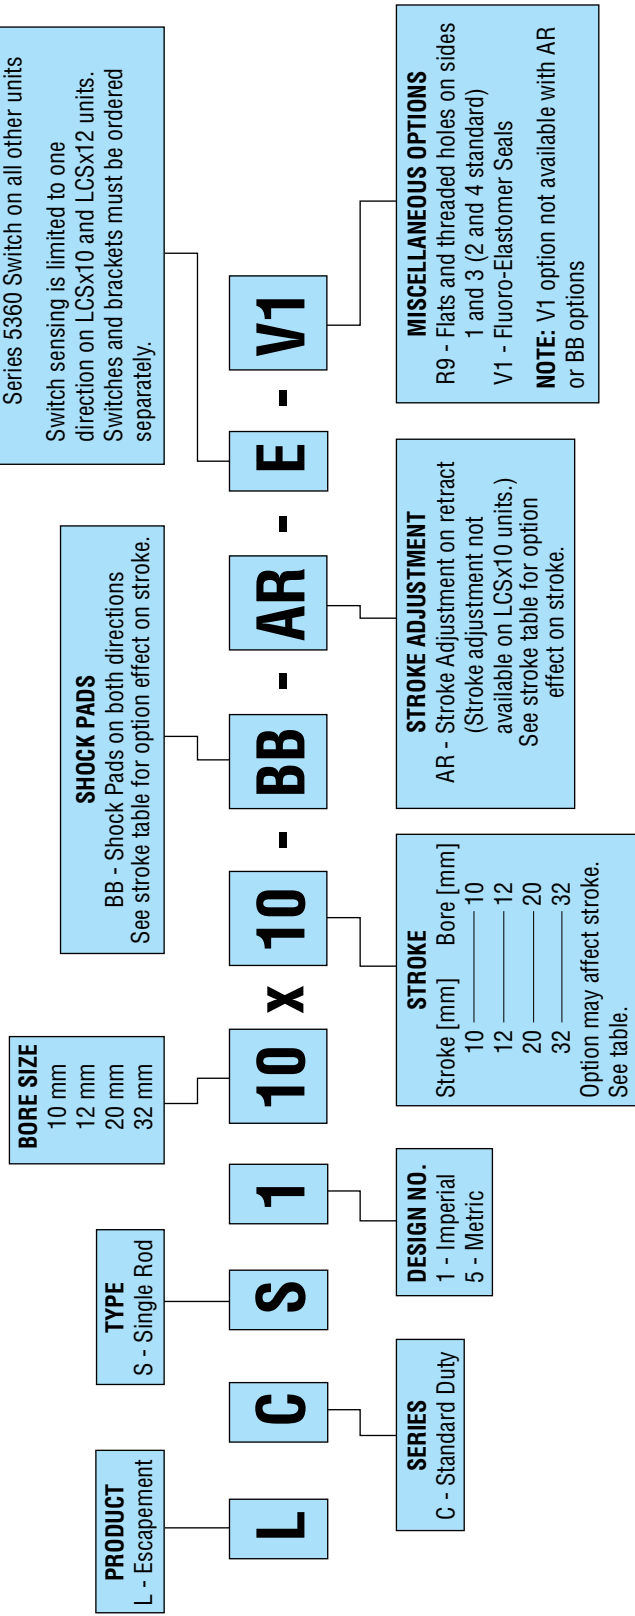 PRODUCT
L - Escapement
TYPE
S - Single Rod
BORE SIZE
10 mm
12 mm
20 mm
32 mm
SHOCK PADS
BB - Shock Pads on both directions
See stroke table for option effect on stroke.
Series 5360 Switch on all other units
Switch sensing is limited to one
direction on LCSx10 and LCSx12 units.
Switches and brackets must be ordered
separately.
L C S 1 10 x 10 - BB - AR - E - V1
SERIES
C - Standard Duty
DESIGN NO.
1 - Imperial
5 - Metric
STROKE
Stroke [mm] Bore [mm]
10 10
12 12
20 20
32 32
Option may affect stroke.
See table.
STROKE ADJUSTMENT
AR - Stroke Adjustment on retract
(Stroke adjustment not
available on LCSx10 units.)
See stroke table for option
effect on stroke.
MISCELLANEOUS OPTIONS
R9 - Flats and threaded holes on sides
1 and 3 (2 and 4 standard)
V1 - Fluoro-Elastomer Seals
NOTE: V1 option not available with AR
or BB options